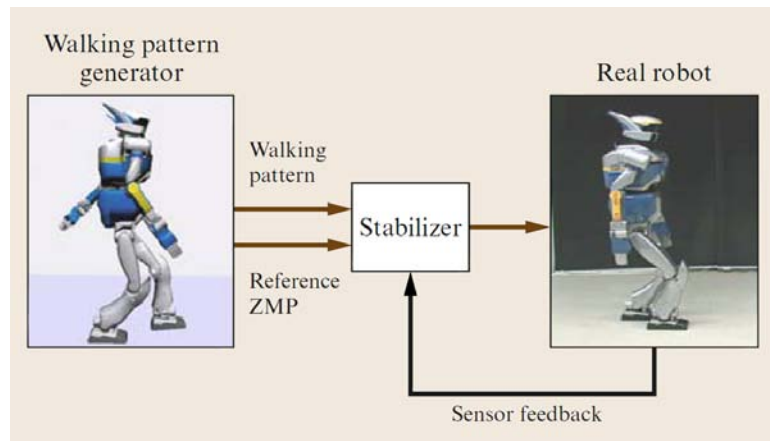 Walking pattern
generator
Real robot
Walking
pattern
Stabilizer
Reference
ZMP
Sensor feedback